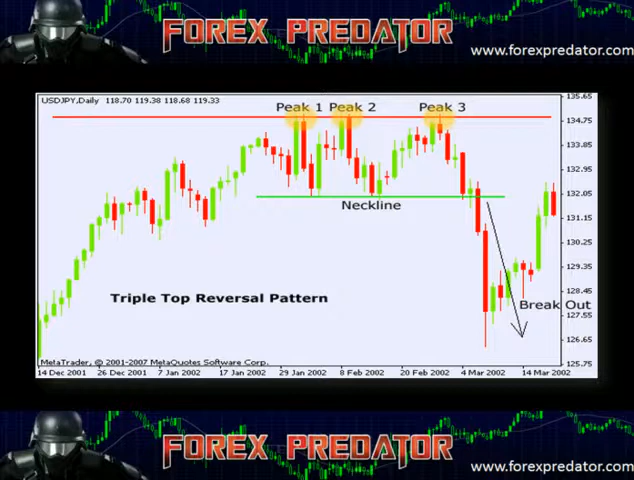 FOREX PREDATOR
www.forexpredator.com
USDJPY,Daily 118.70 119.38 118.68 119.33
135.65
Peak 1 Peak 2 Peak 3
134.75
133.85
132.95
132.05
Neckline
131.15
130.25
129.35
128.45
Triple Top Reversal Pattern
Break Out
127.55
126.65
MetaTrader, © 2001-2007 MetaQuotes Software Corp.
125.75
14 Dec 2001 26 Dec 2001 7 Jan 2002 17 Jan 2002 29 Jan 2002 8 Feb 2002 20 Feb 2002 4 Mar 2002 14 Mar 2002
FOREX PREDATOR
www.forexpredator.com